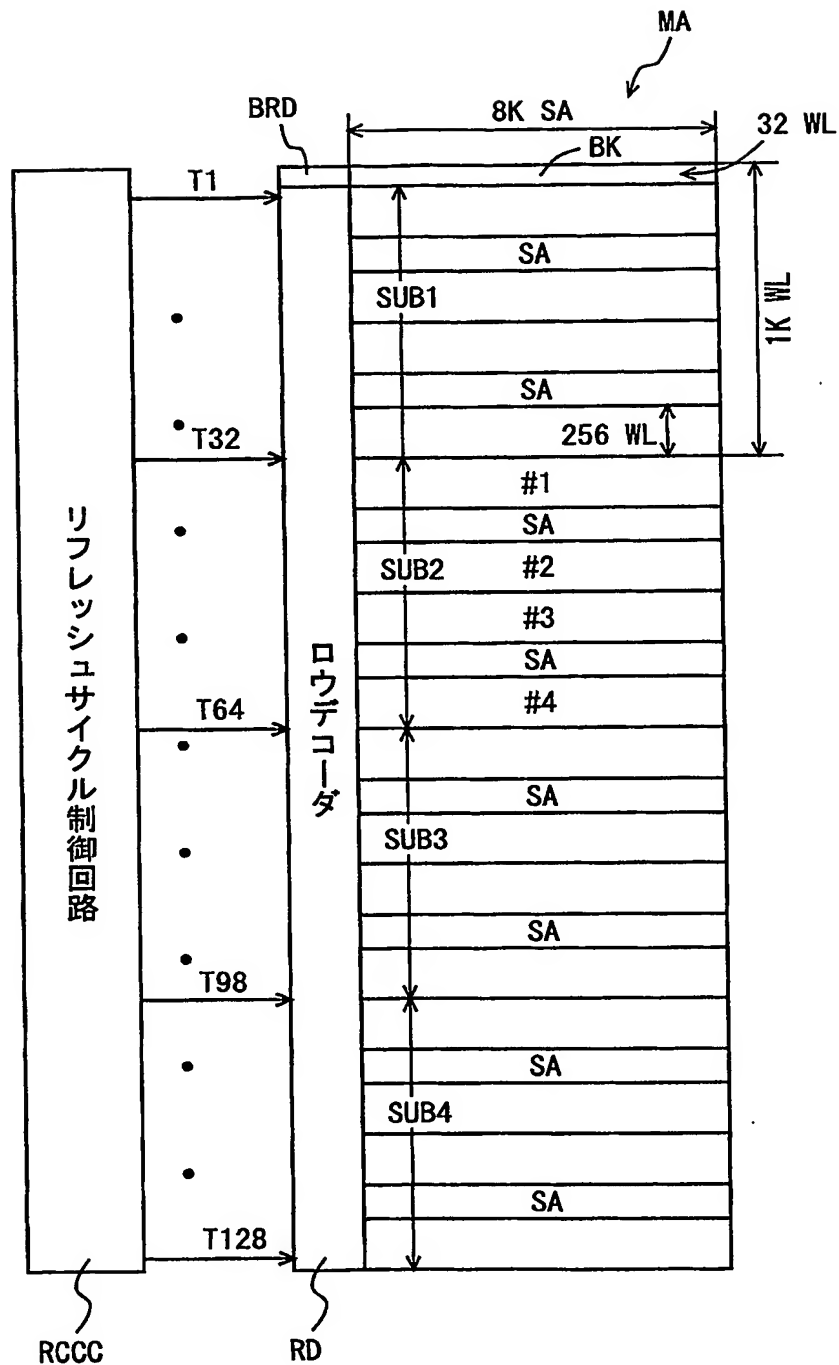 MA
8K SA
BRD
BK
32 WL
T1
SA
SUB1
1K WL
SA
256 WL
T32
#1
SA
SUB2
#2
#3
SA
#4
T64
リフレッシュサイクル制御回路
ロウデコーダ
SA
SUB3
SA
T98
SA
SUB4
SA
T128
RCCC
RD